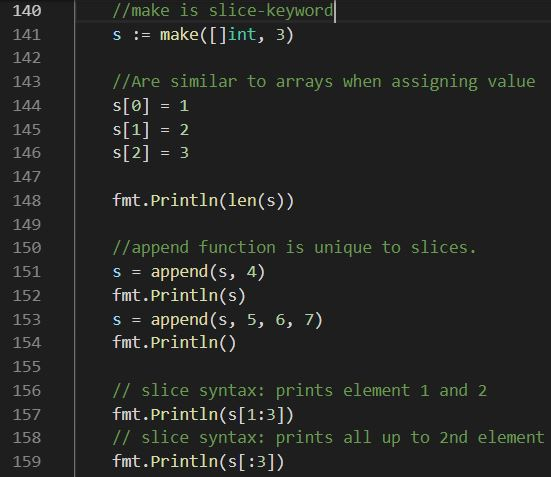 140 //make is slice-keyword
141 s := make([]int, 3)
142
143 //Are similar to arrays when assigning value
144 s[0] = 1
145 s[1] = 2
146 s[2] = 3
147
148 fmt.Println(len(s))
149
150 //append function is unique to slices.
151 s = append(s, 4)
152 fmt.Println(s)
153 s = append(s, 5, 6, 7)
154 fmt.Println()
155
156 // slice syntax: prints element 1 and 2
157 fmt.Println(s[1:3])
158 // slice syntax: prints all up to 2nd element
159 fmt.Println(s[:3])